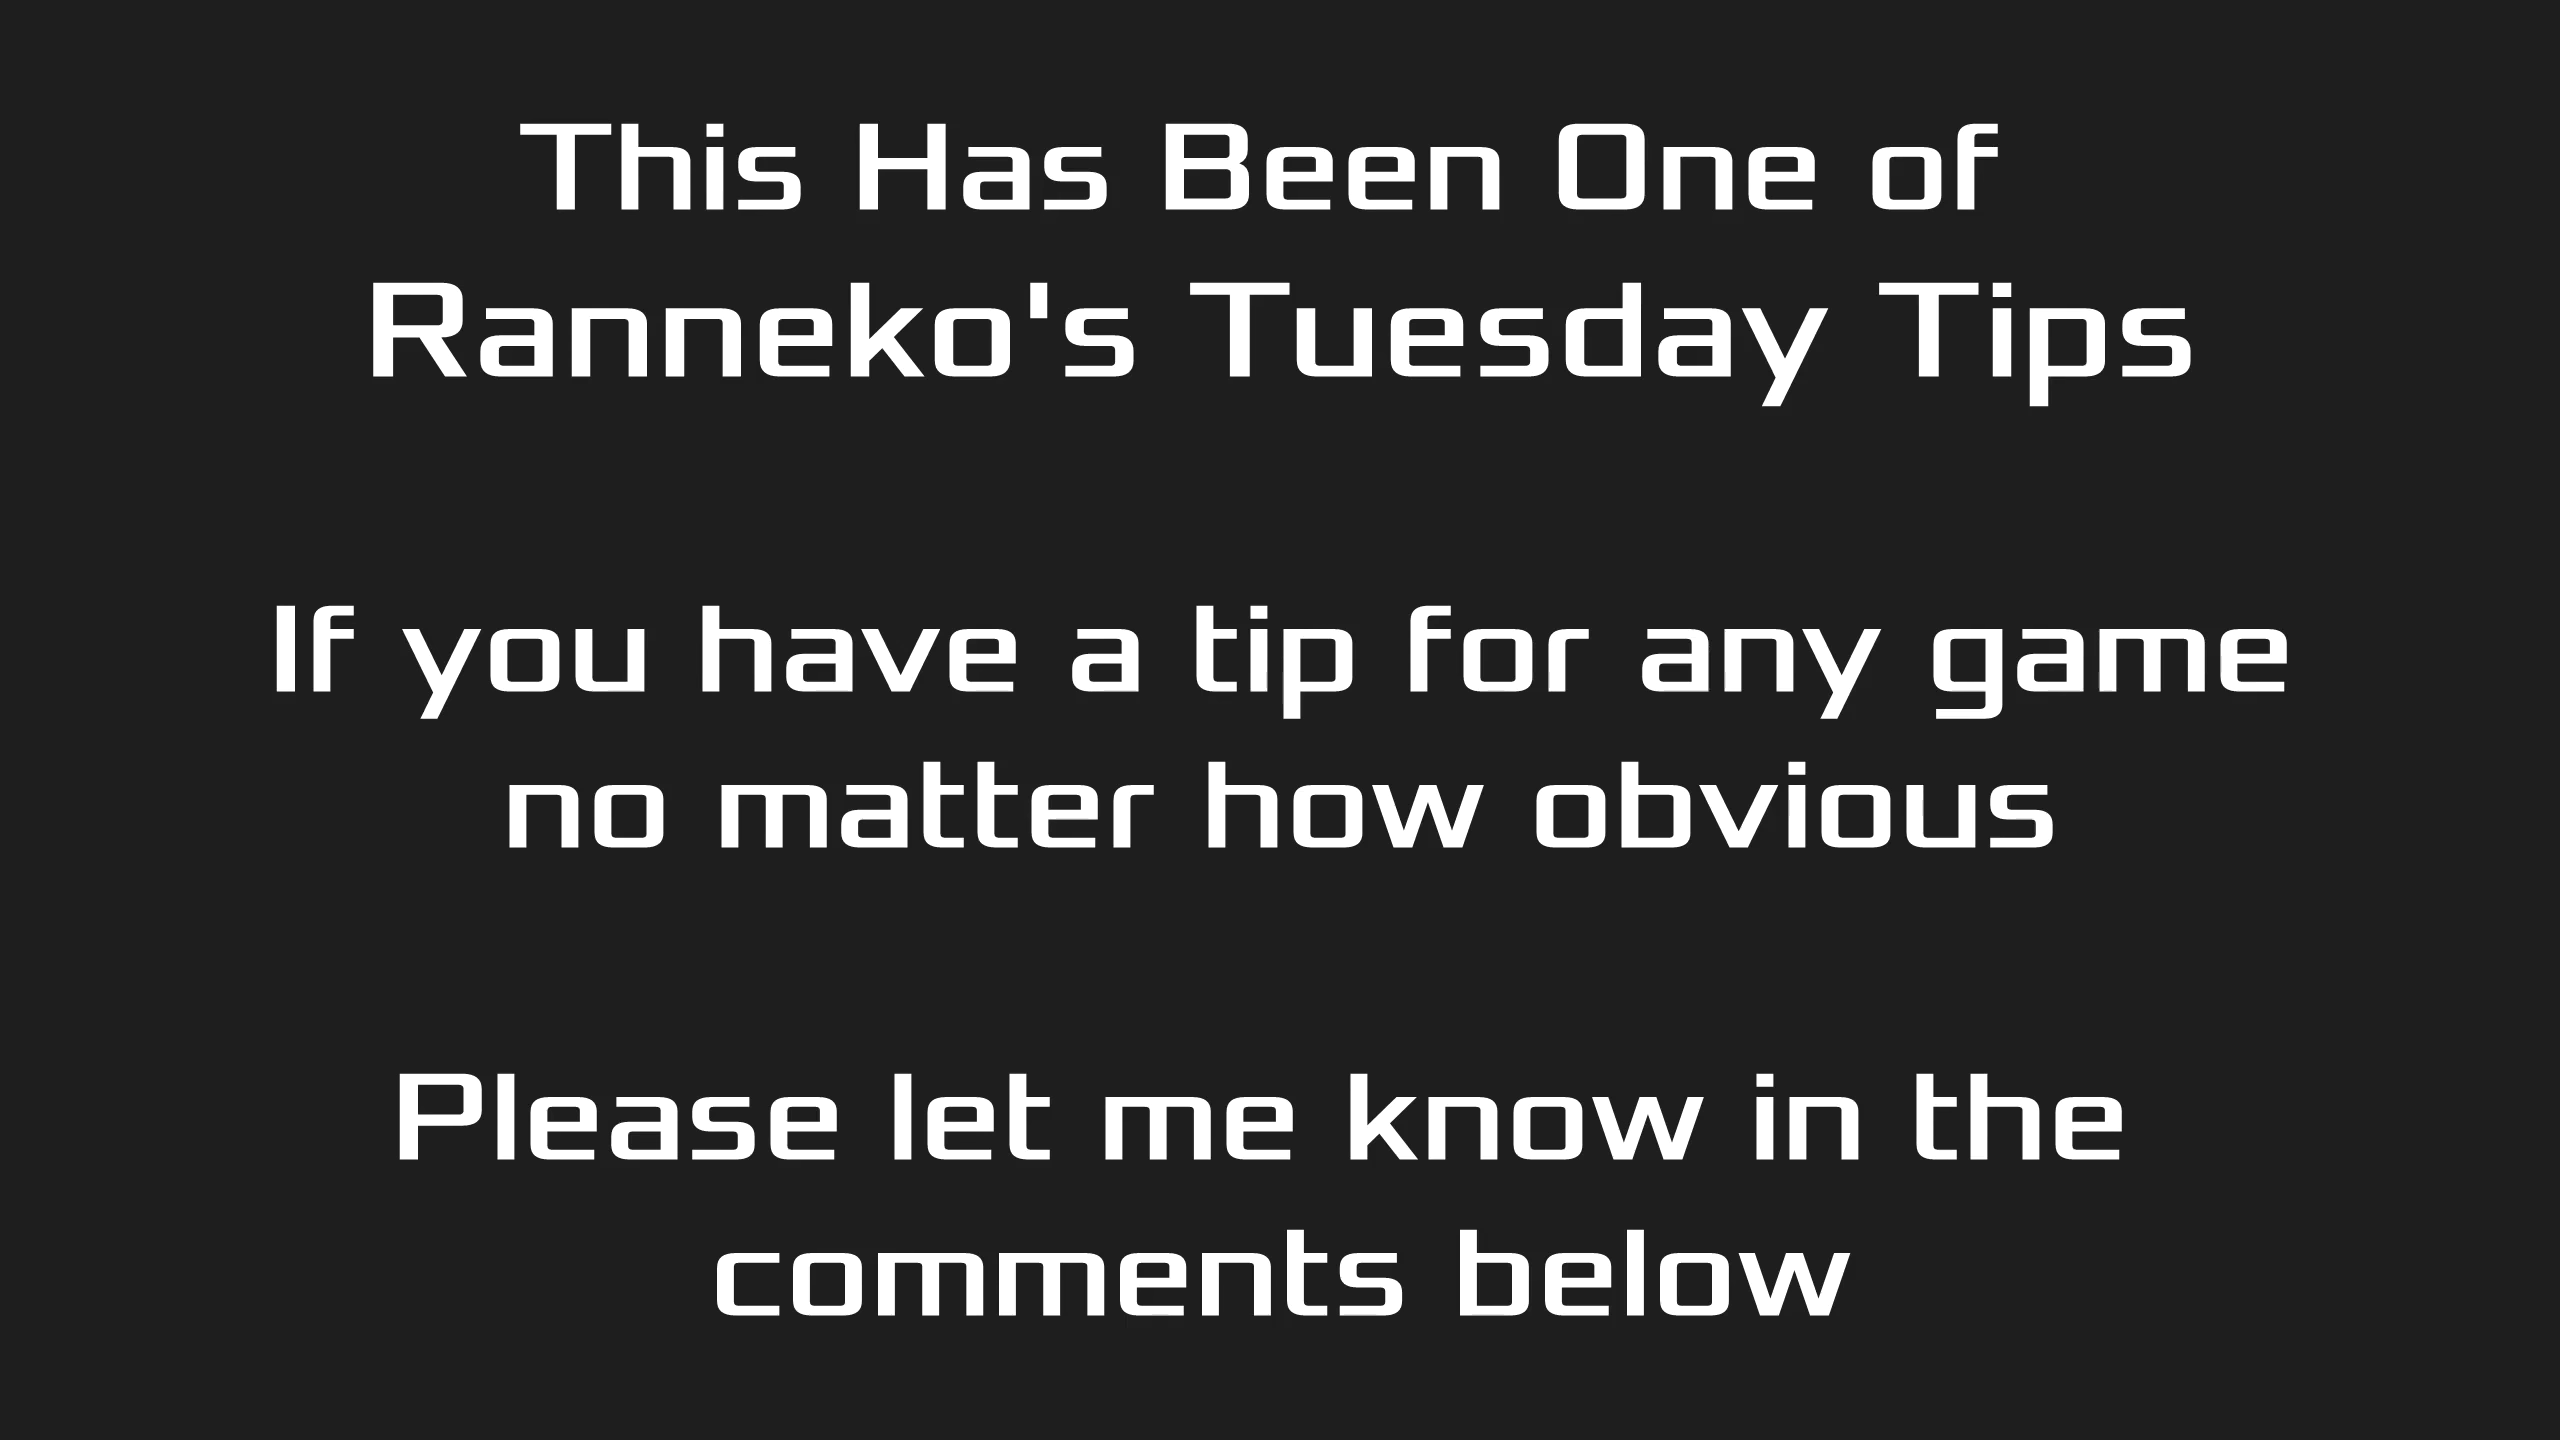 This Has Been One of
Ranneko's Tuesday Tips
If you have a tip for any game
no matter how obvious
Please let me know in the
comments below